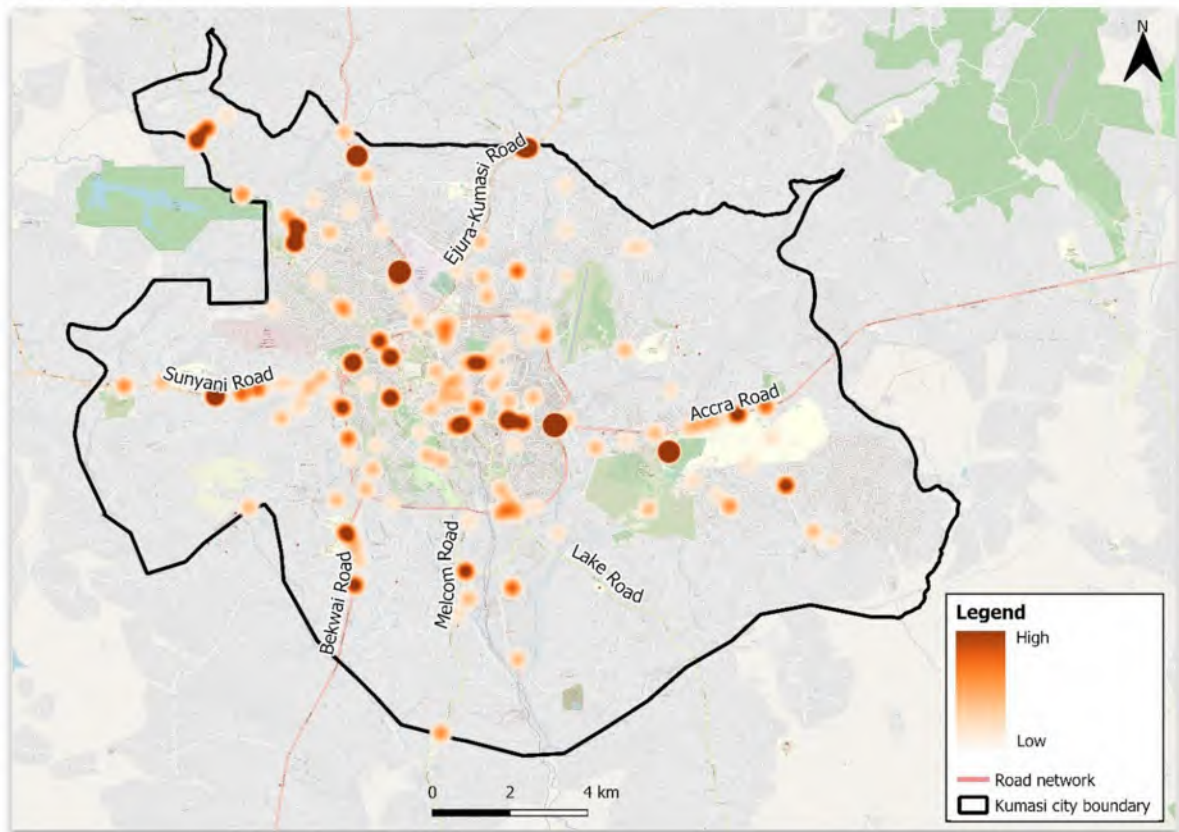 N
Ejura-Kumasi Road
Sunyani Road
Accra Road
Bekwai Road
Melcom Road
Lake Road
Legend
High
Low
Road network
Kumasi city boundary
0 2 4 km